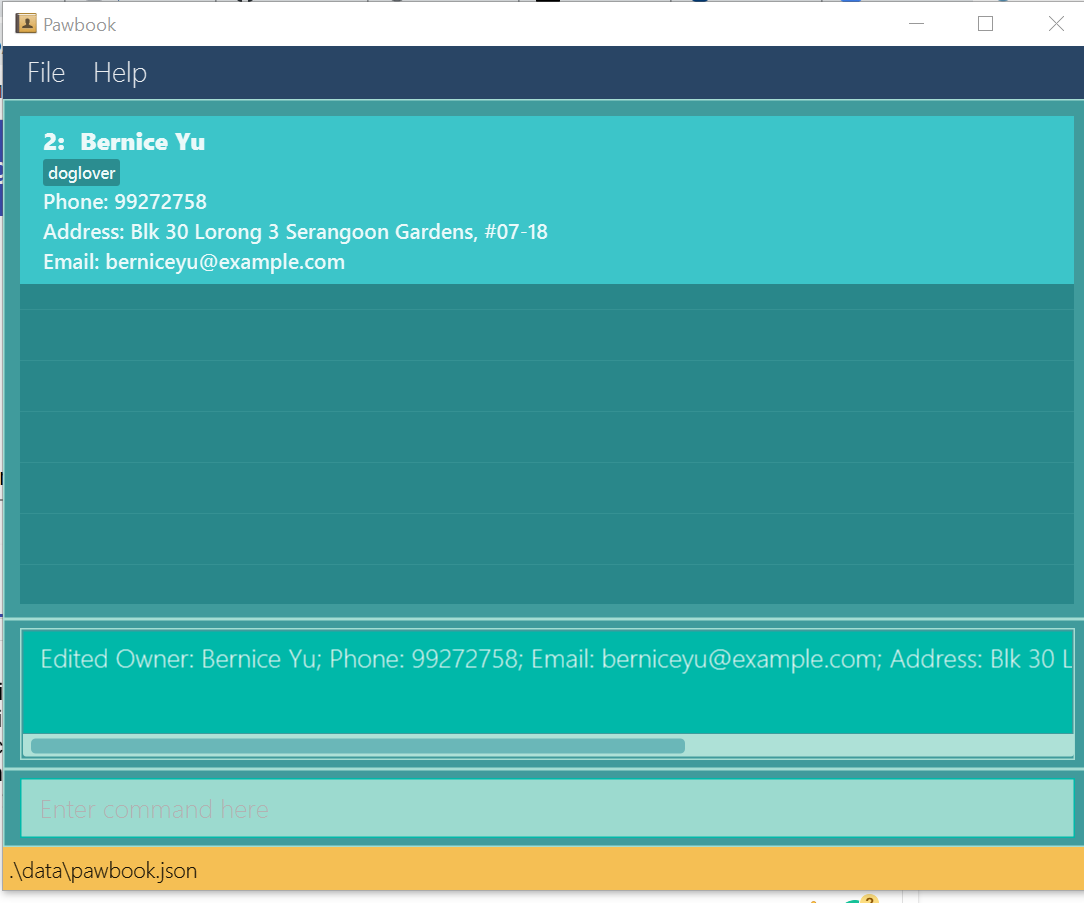 Pawbook
File Help
2: Bernice Yu
doglover
Phone: 99272758
Address: Blk 30 Lorong 3 Serangoon Gardens, #07-18
Email: berniceyu@example.com
Edited Owner: Bernice Yu; Phone: 99272758; Email: berniceyu@example.com; Address: Blk 30 L
Enter command here
.\data\pawbook.json